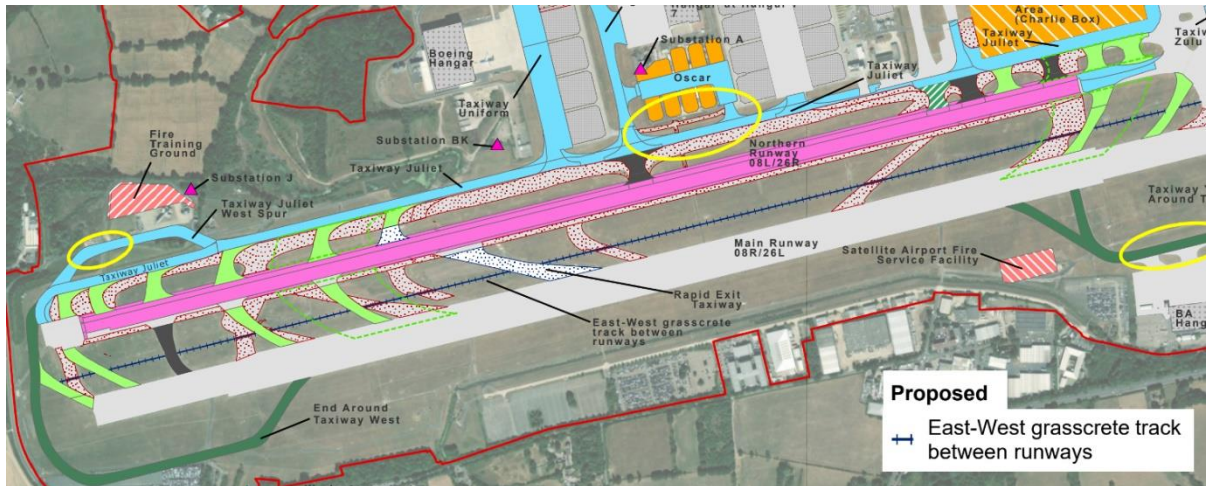 7
Area
(Charlie Box)
Taxiway
Juliet
Zulu
Substation A
Boeing
Hangar
Oscar
Taxiway
Juliet
Taxiway
Uniform
Fire
Training
Ground
Substation BK
Northern
Runway
08L/26R
Substation J
Taxiway Juliet
Taxiway Juliet
West Spur
Taxiway Juliet
Around
Main Runway
08R/26L
Satellite Airport Fire
Service Facility
Rapid Exit
Taxiway
East-West grasscrete
track between
runways
BA
End Around
Taxiway West
Proposed
East-West grasscrete track
between runways